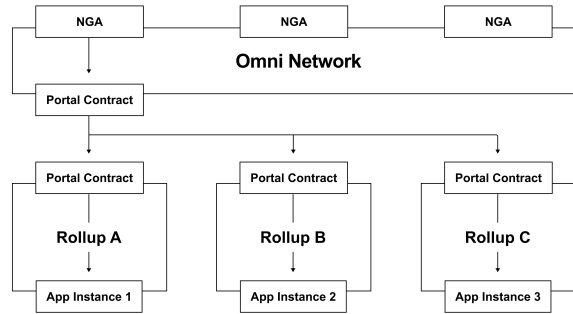 NGA
NGA
NGA
Omni Network
Portal Contract
Portal Contract
Portal Contract
Portal Contract
Rollup A
Rollup B
Rollup C
App Instance 1
App Instance 2
App Instance 3